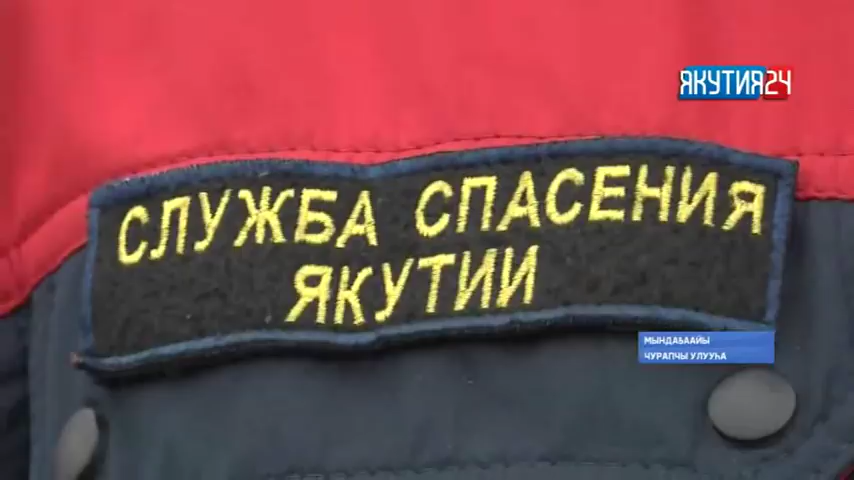 ЯКУТИЯ24
СЛУЖБА СПАСЕНИЯ
ЯКУТИИ
МЫНДАҔААЙЫ
ЧУРАПЧЫ УЛУУҺА